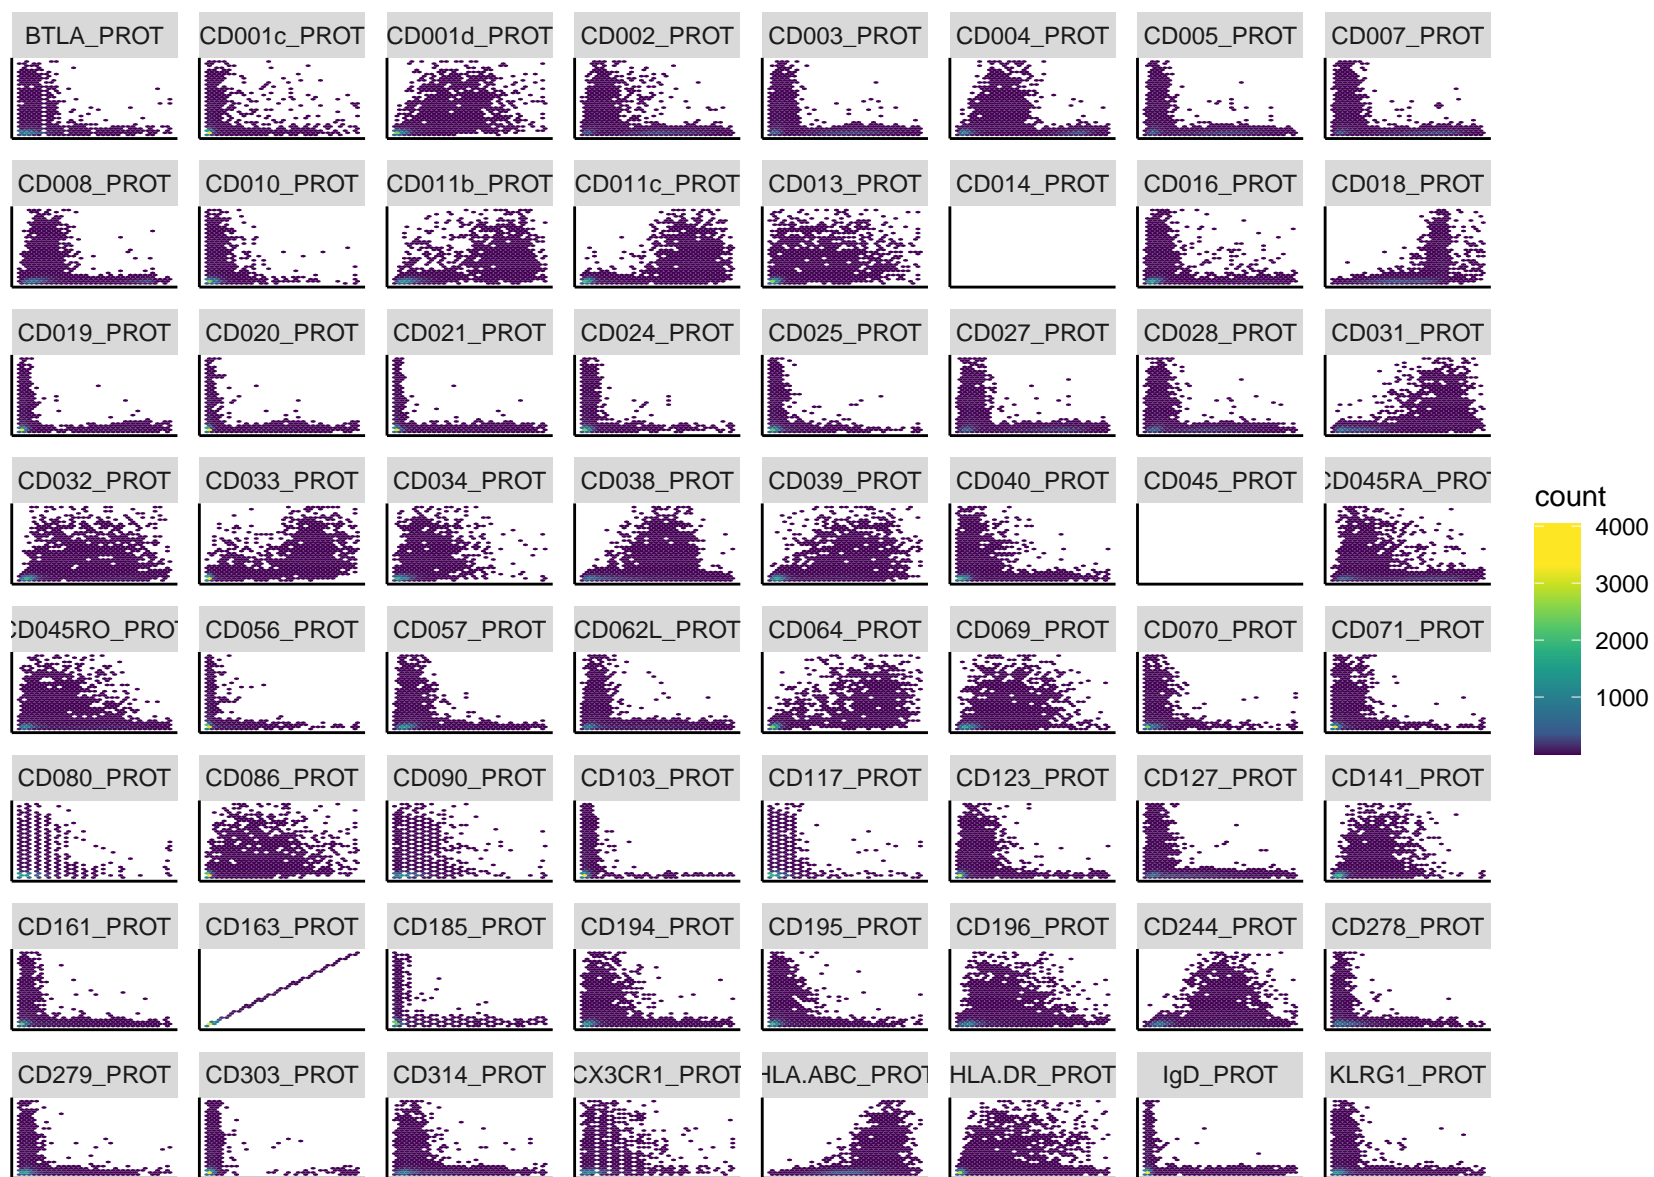 BTLA_PROT CD001c_PROT CD001d_PROT CD002_PROT CD003_PROT CD004_PROT CD005_PROT CD007_PROT
CD008_PROT CD010_PROT CD011b_PROT CD011c_PROT CD013_PROT CD014_PROT CD016_PROT CD018_PROT
CD019_PROT CD020_PROT CD021_PROT CD024_PROT CD025_PROT CD027_PROT CD028_PROT CD031_PROT
CD032_PROT CD033_PROT CD034_PROT CD038_PROT CD039_PROT CD040_PROT CD045_PROT CD045RA_PROT
CD045RO_PROT CD056_PROT CD057_PROT CD062L_PROT CD064_PROT CD069_PROT CD070_PROT CD071_PROT
CD080_PROT CD086_PROT CD090_PROT CD103_PROT CD117_PROT CD123_PROT CD127_PROT CD141_PROT
CD161_PROT CD163_PROT CD185_PROT CD194_PROT CD195_PROT CD196_PROT CD244_PROT CD278_PROT
CD279_PROT CD303_PROT CD314_PROT CX3CR1_PROT HLA.ABC_PROT HLA.DR_PROT IgD_PROT KLRG1_PROT
count
4000
3000
2000
1000